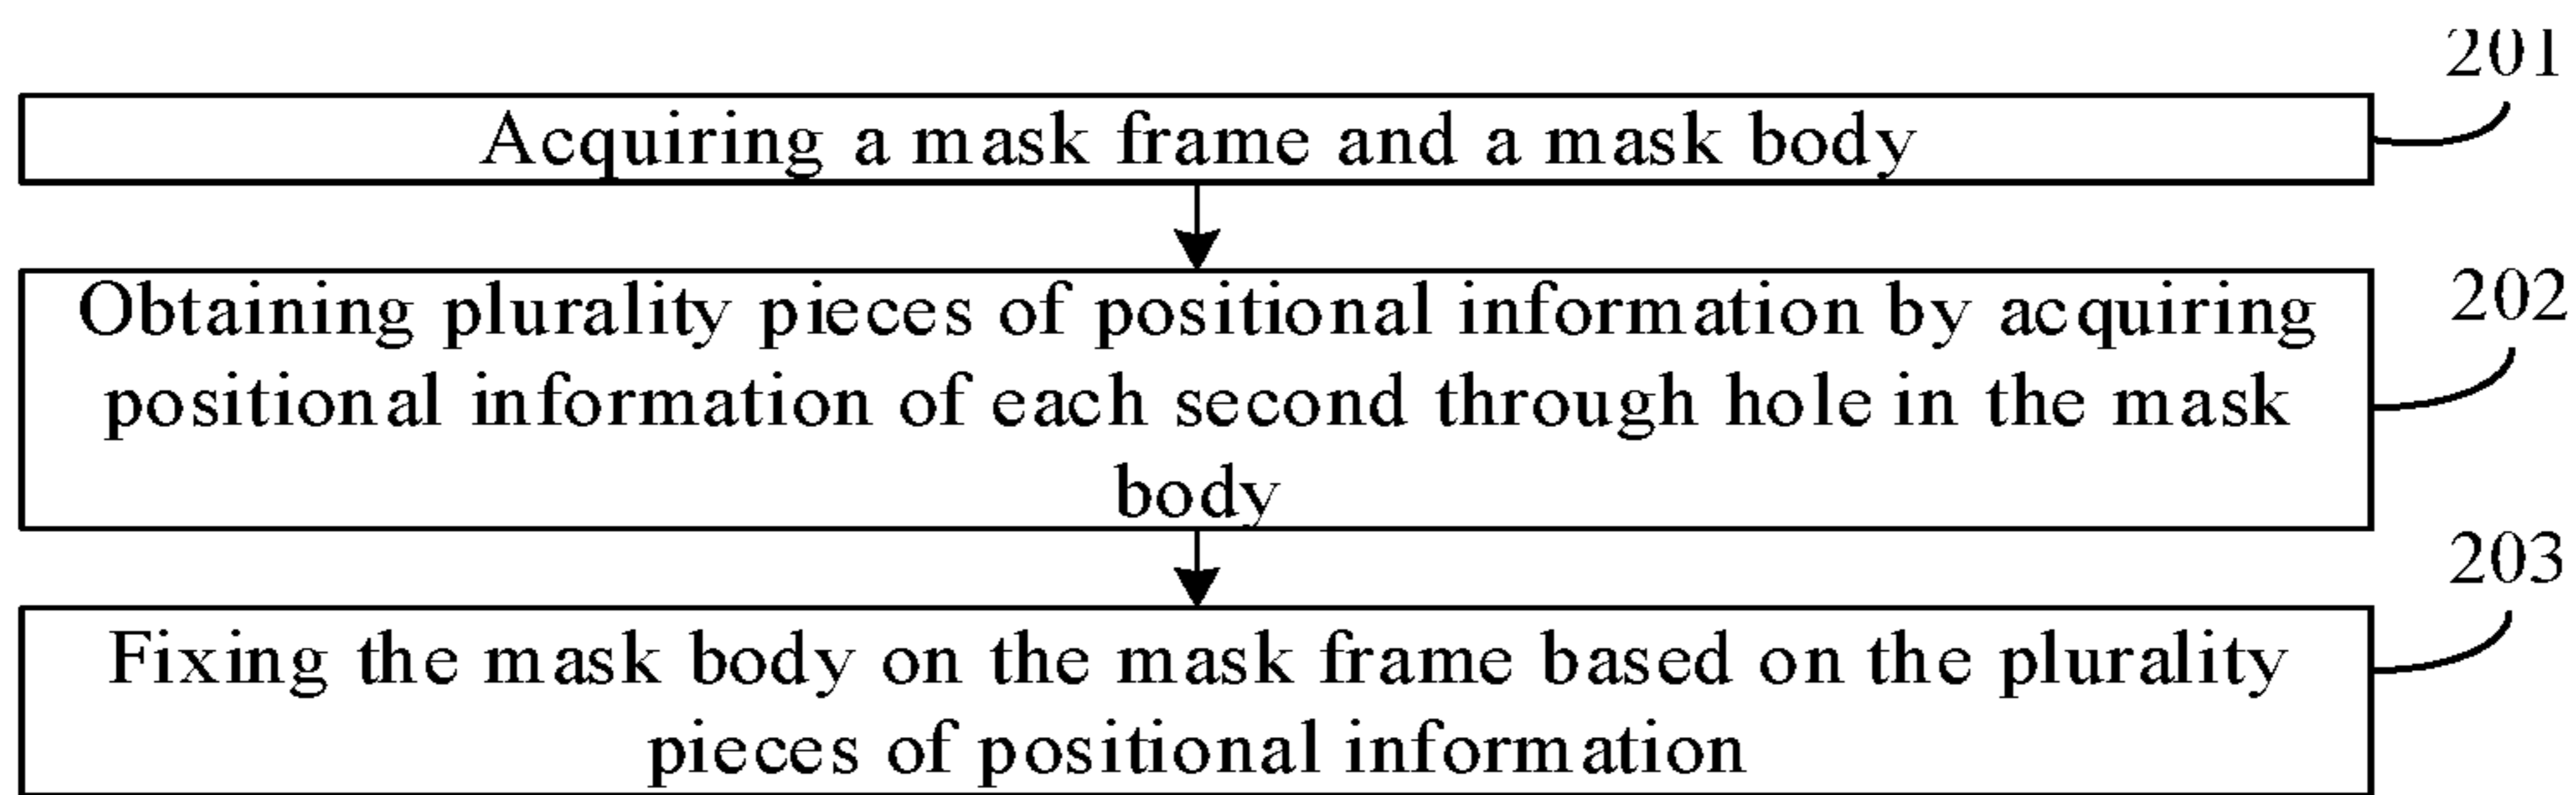 201
Acquiring a mask frame and a mask body
202
Obtaining plurality pieces of positional information by acquiring
positional information of each second through hole in the mask
body
203
Fixing the mask body on the mask frame based on the plurality
pieces of positional information